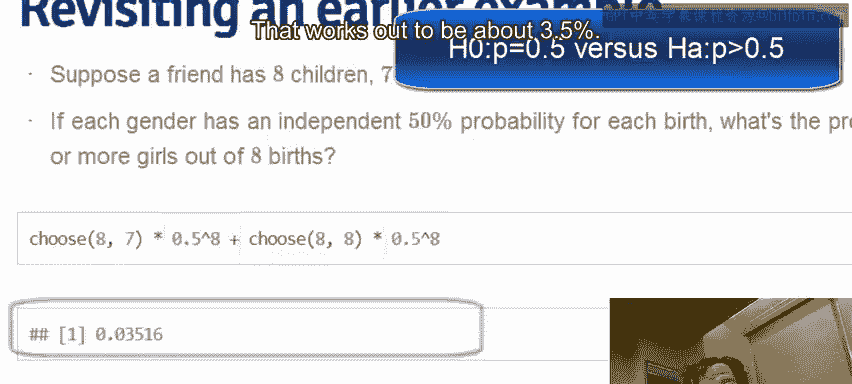 Revisiting an earlier example
That works out to be about 3.5%.
H0:p=0.5 versus Ha:p>0.5
· Suppose a friend has 8 children, 7
· If each gender has an independent 50% probability for each birth, what's the pro
or more girls out of 8 births?
choose(8, 7) * 0.5^8 + choose(8, 8) * 0.5^8
## [1] 0.03516